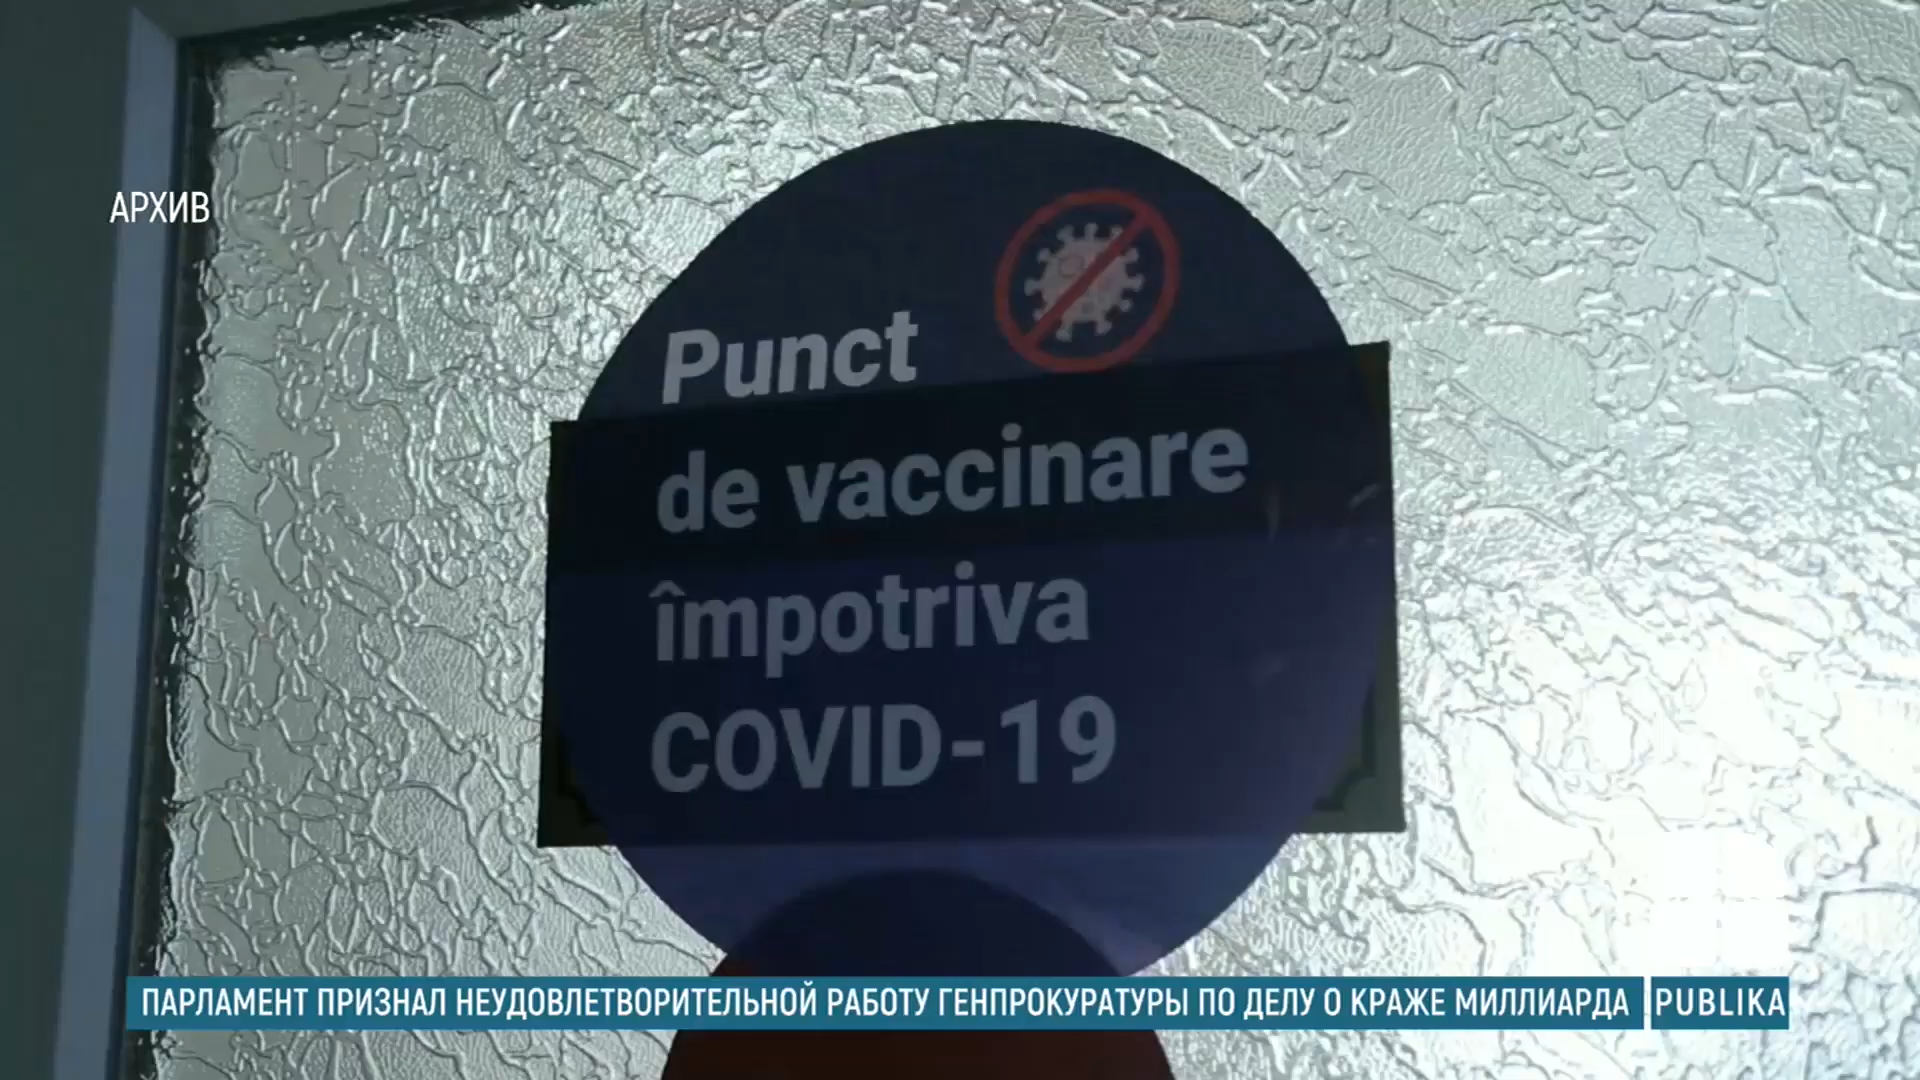 АРХИВ
Punct
de vaccinare
împotriva
COVID-19
ПАРЛАМЕНТ ПРИЗНАЛ НЕУДОВЛЕТВОРИТЕЛЬНОЙ РАБОТУ ГЕНПРОКУРАТУРЫ ПО ДЕЛУ О КРАЖЕ МИЛЛИАРДА
PUBLIKA